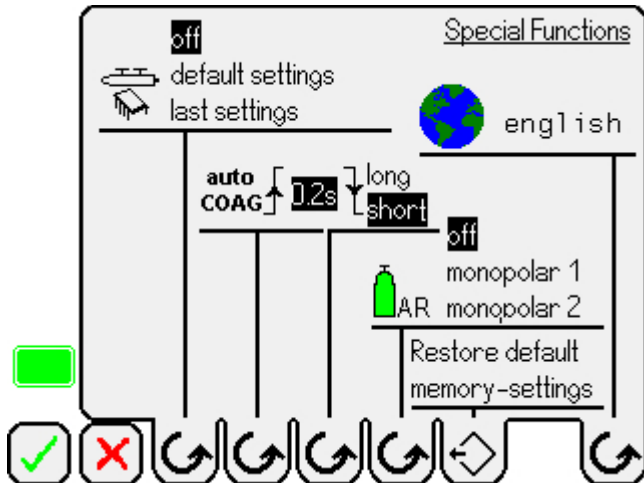 Special Functions
off
default settings
last settings
english
auto
COAG
0.2s
long
short
off
monopolar 1
AR monopolar 2
Restore default
memory-settings